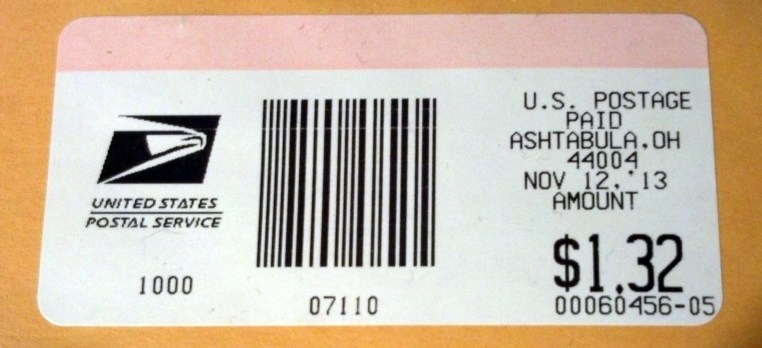 UNITED STATES
POSTAL SERVICE
1000
07110
U.S. POSTAGE
PAID
ASHTABULA,OH
44004
NOV 12,'13
AMOUNT
$1.32
00060456-05